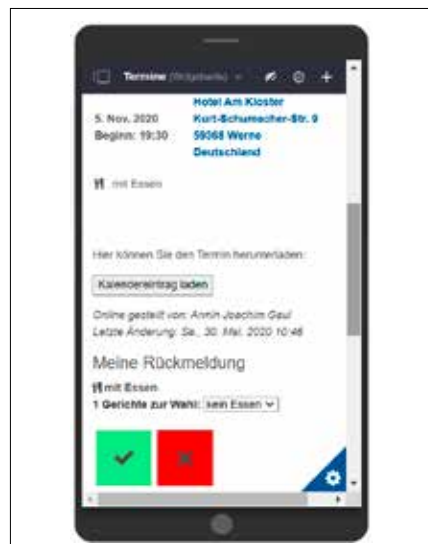 Termine (Widgetseite)
Hotel Am Kloster
5. Nov. 2020 Kurt-Schumacher-Str. 9
Beginn: 19:30 59368 Werne
Deutschland
mit Essen
Hier können Sie den Termin herunterladen:
Kalendereintrag laden
Online gestellt von: Armin Joachim Gaul
Letzte Änderung: Sa., 30. Mai. 2020 10:46
Meine Rückmeldung
mit Essen
1 Gerichte zur Wahl: kein Essen